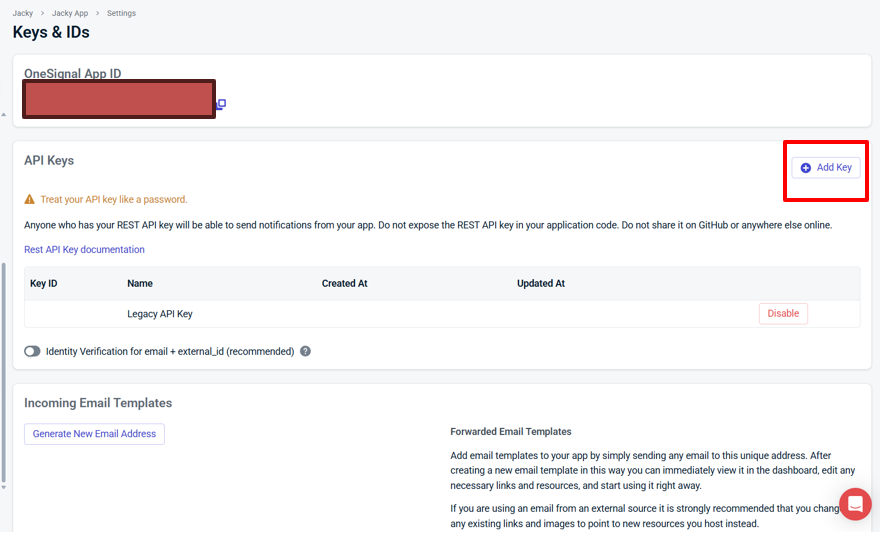 Jacky > Jacky App > Settings
Keys & IDs
OneSignal App ID
API Keys
Add Key
Treat your API key like a password.
Anyone who has your REST API key will be able to send notifications from your app. Do not expose the REST API key in your application code. Do not share it on GitHub or anywhere else online.
Rest API Key documentation
Key ID Name Created At Updated At
Legacy API Key Disable
Identity Verification for email + external_id (recommended) ?
Incoming Email Templates
Generate New Email Address
Forwarded Email Templates
Add email templates to your app by simply sending any email to this unique address. After
creating a new email template in this way you can immediately view it in the dashboard, edit any
necessary links and resources, and start using it right away.
If you are using an email from an external source it is strongly recommended that you chang
any existing links and images to point to new resources you host instead.